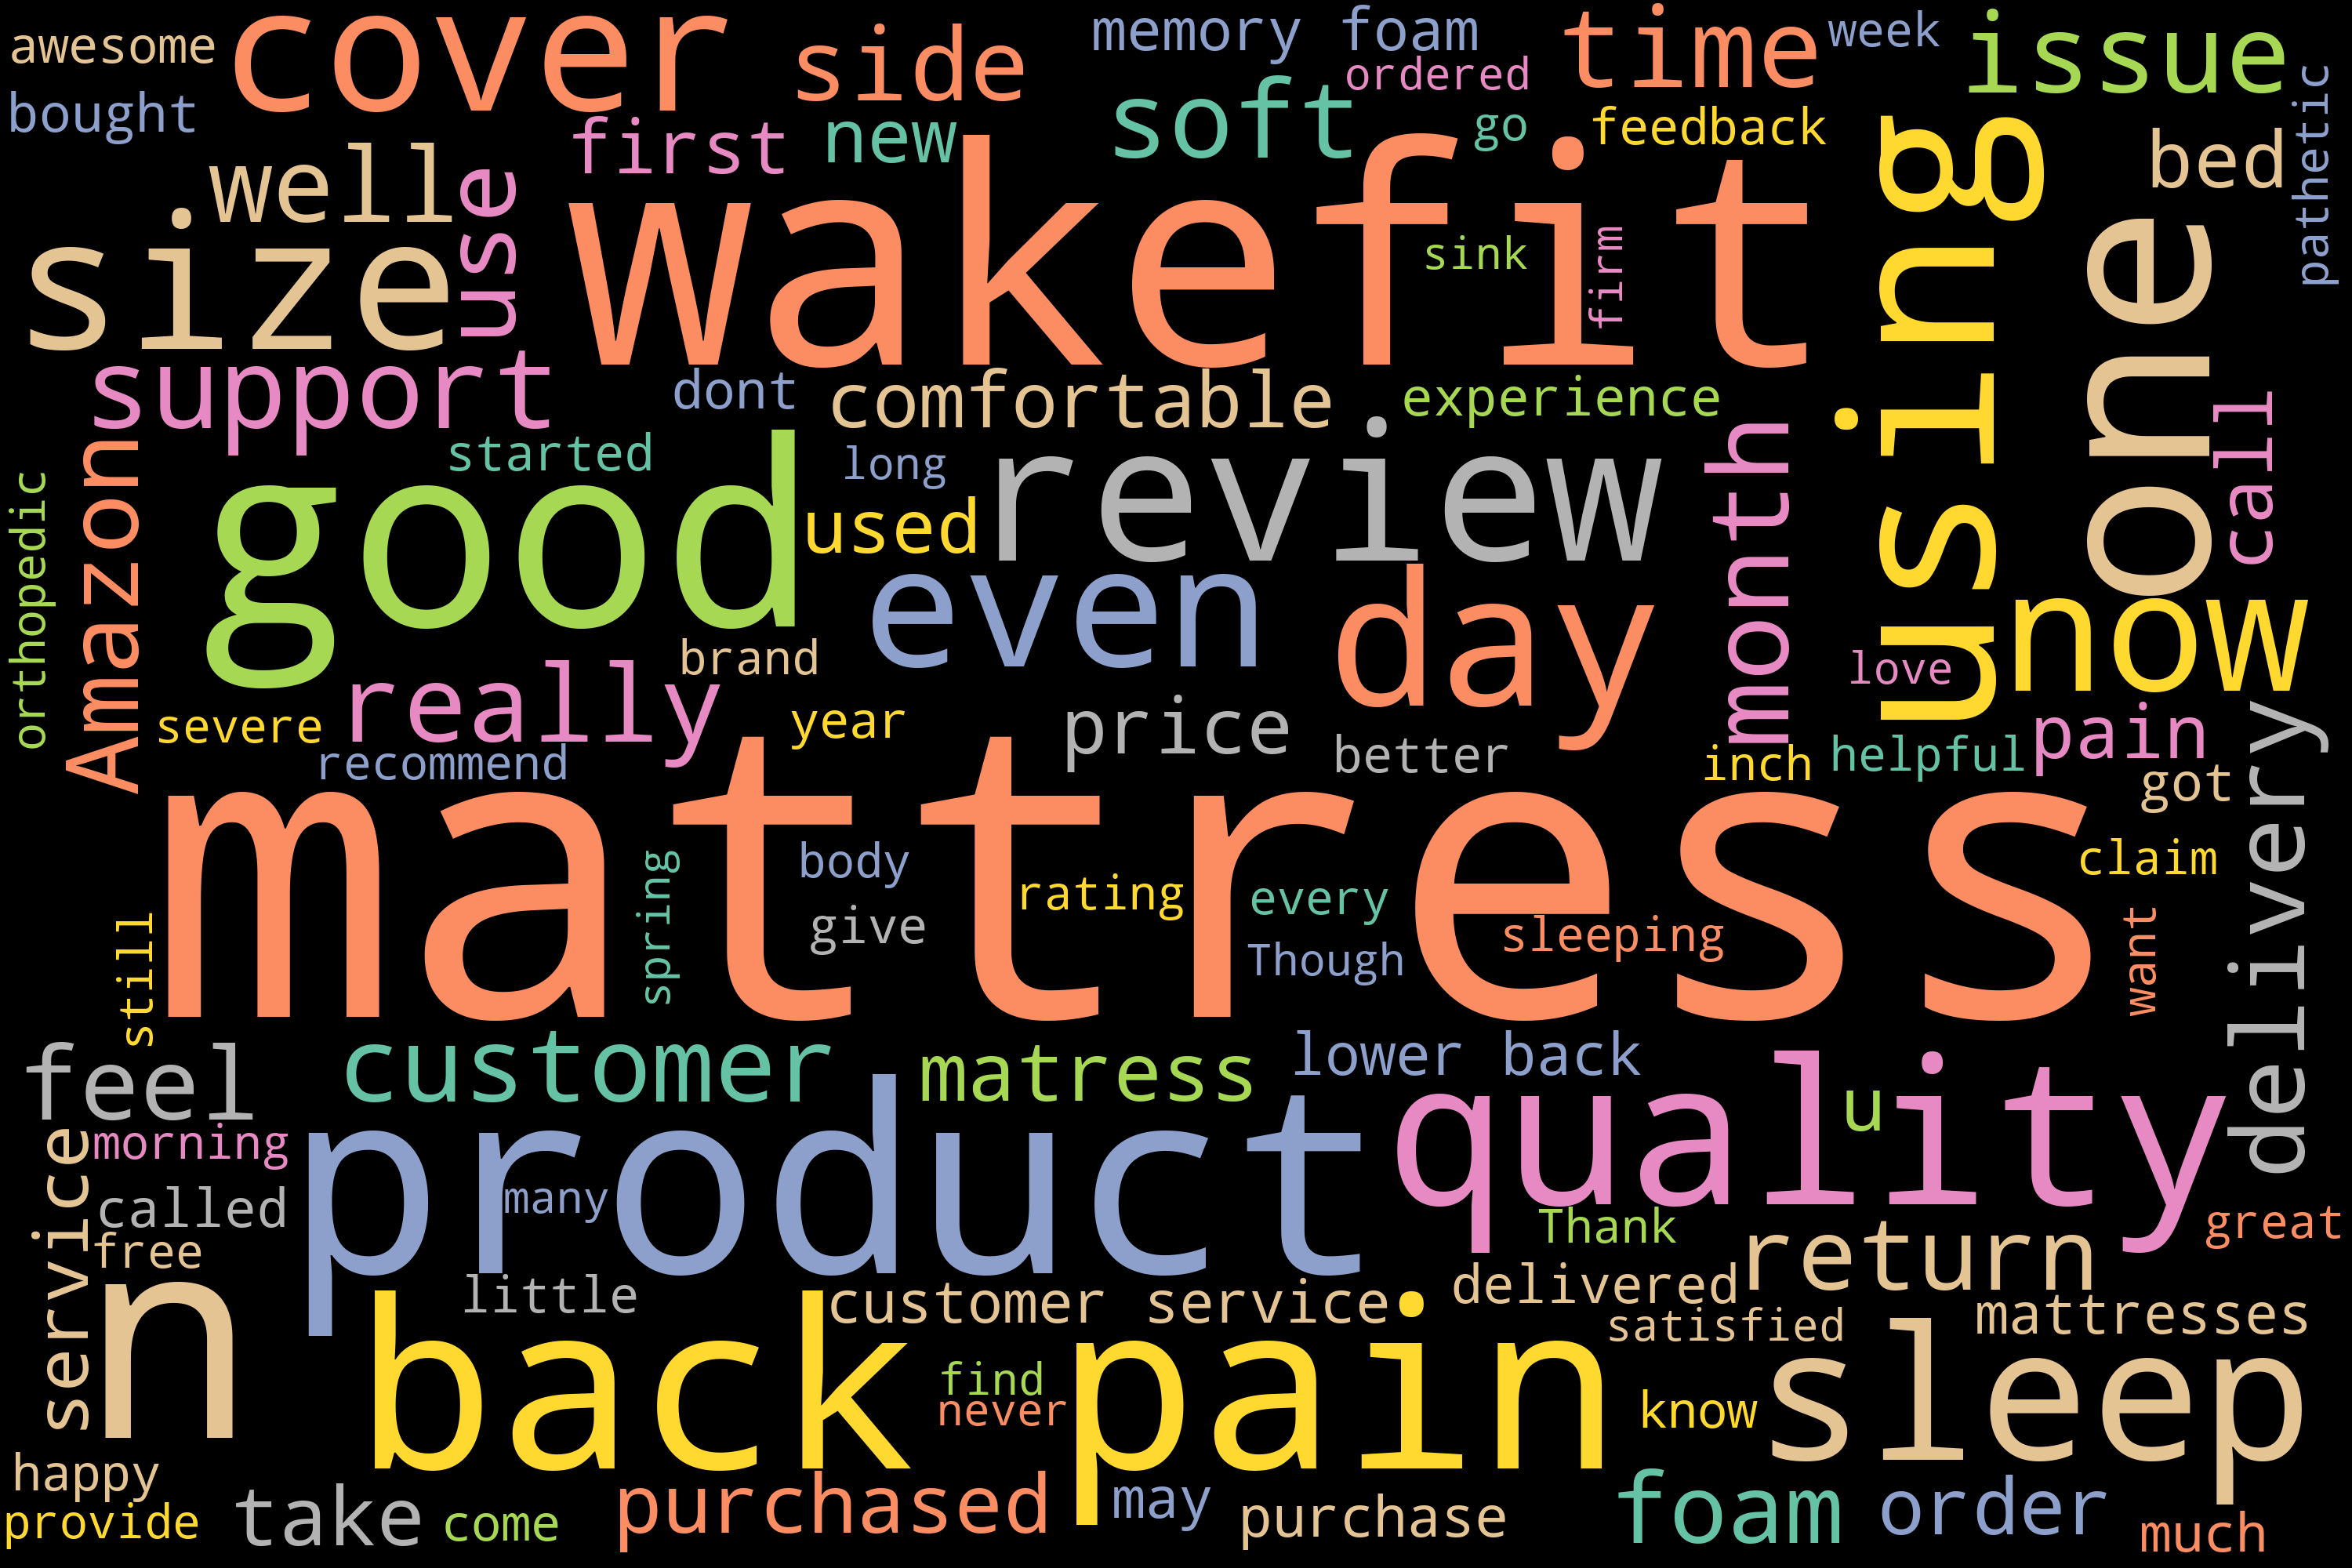 awesome
cover
side
memory foam
ordered
time
week
issue
bought
first
new
soft
go
feedback
bed
pathetic
well
size
use
wakefit
sink
firm
using
one
support
dont
comfortable
experience
call
started
long
review
month
Amazon
orthopedic
good
used
even
day
now
brand
love
really
severe
year
price
better
recommend
inch
helpful
pain
got
delivery
mattress
spring
body
give
rating
every
Though
sleeping
claim
want
still
feel
customer
matress
lower back
quality
u
morning
called
service
free
product
many
Thank
great
return
delivered
n
little
customer service
satisfied
mattresses
back pain
find
never
know
sleep
happy
provide
take
come
purchased
may
purchase
foam
order
much